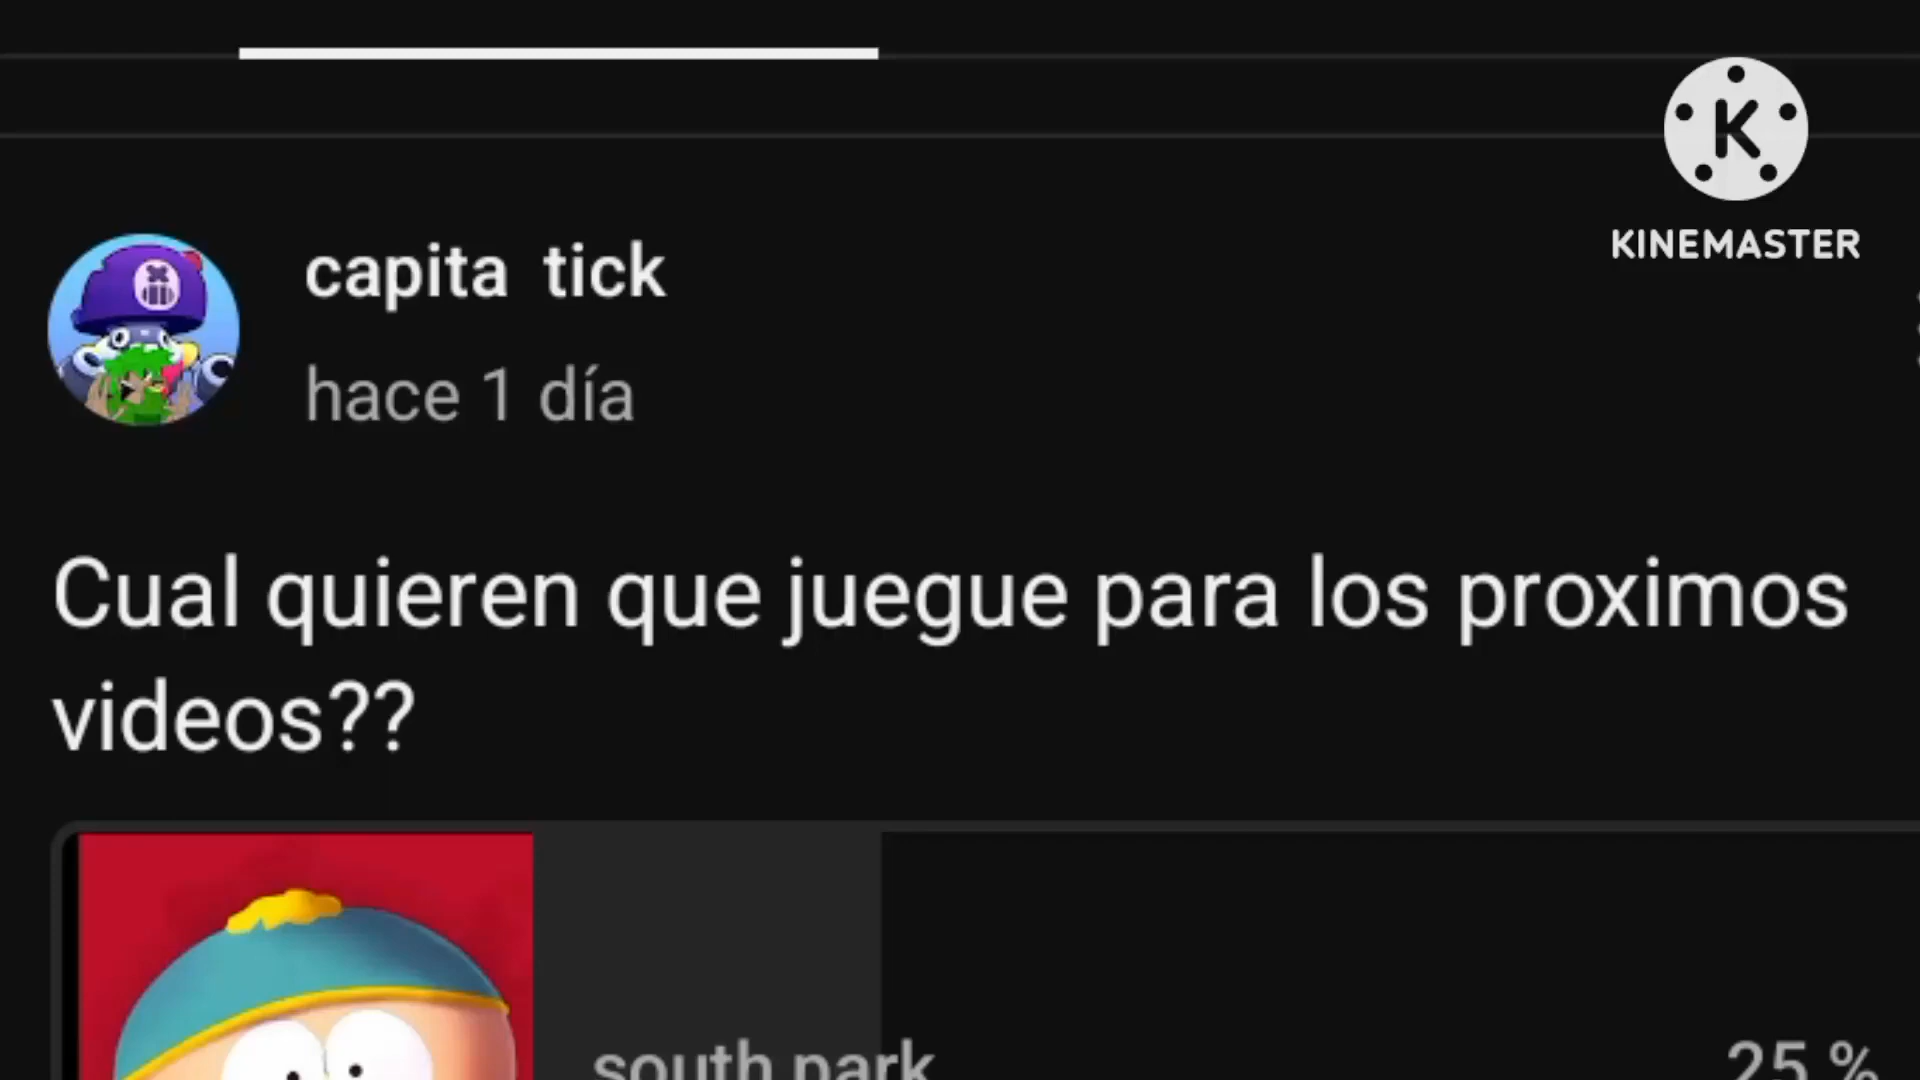 K
KINEMASTER
capita tick
hace 1 día
Cual quieren que juegue para los proximos
videos??
south park
25 %